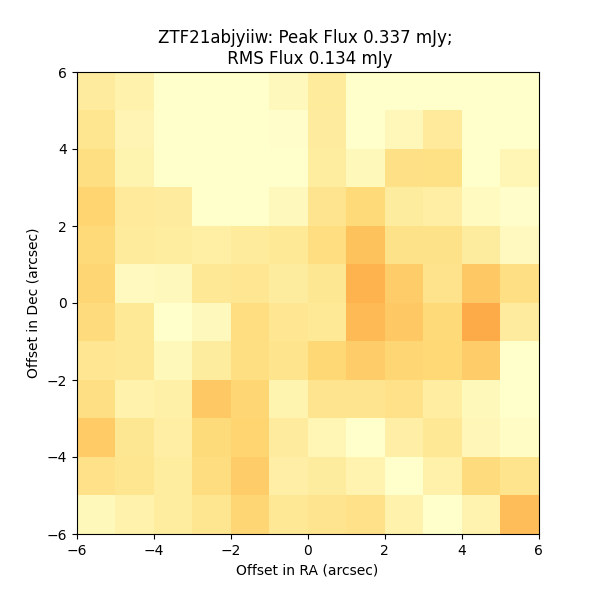 ZTF21abjyiiw: Peak Flux 0.337 mJy;
RMS Flux 0.134 mJy
6
4
2
0
−2
−4
−6
Offset in Dec (arcsec)
−6 −4 −2 0 2 4 6
Offset in RA (arcsec)